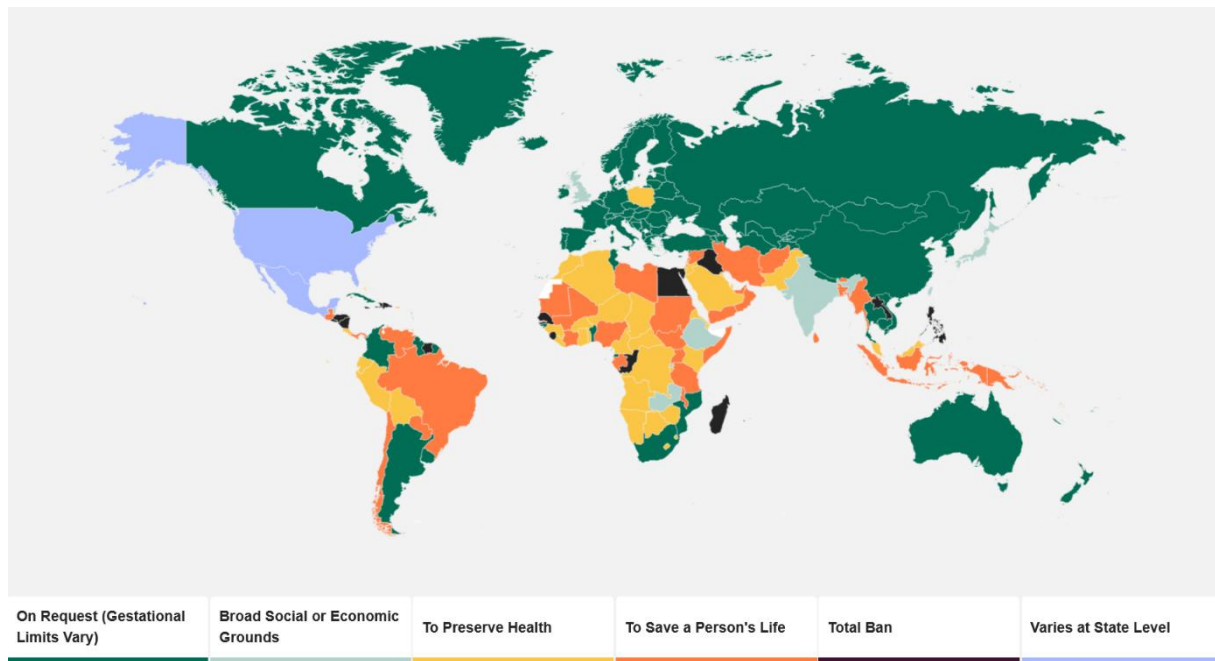 On Request (Gestational
Limits Vary)
Broad Social or Economic
Grounds
To Preserve Health
To Save a Person's Life
Total Ban
Varies at State Level